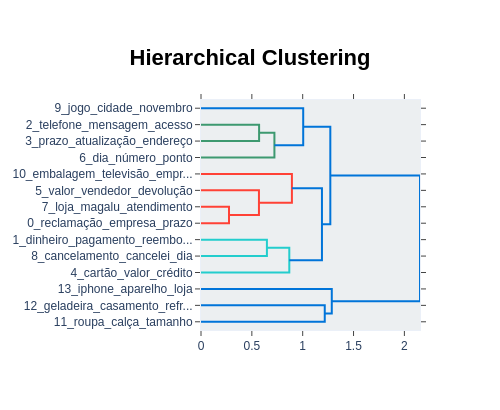 Hierarchical Clustering
9_jogo_cidade_novembro
2_telefone_mensagem_acesso
3_prazo_atualização_endereço
6_dia_número_ponto
10_embalagem_televisão_empr...
5_valor_vendedor_devolução
7_loja_magalu_atendimento
0_reclamação_empresa_prazo
1_dinheiro_pagamento_reembo...
8_cancelamento_cancelei_dia
4_cartão_valor_crédito
13_iphone_aparelho_loja
12_geladeira_casamento_refr...
11_roupa_calça_tamanho
0 0.5 1 1.5 2